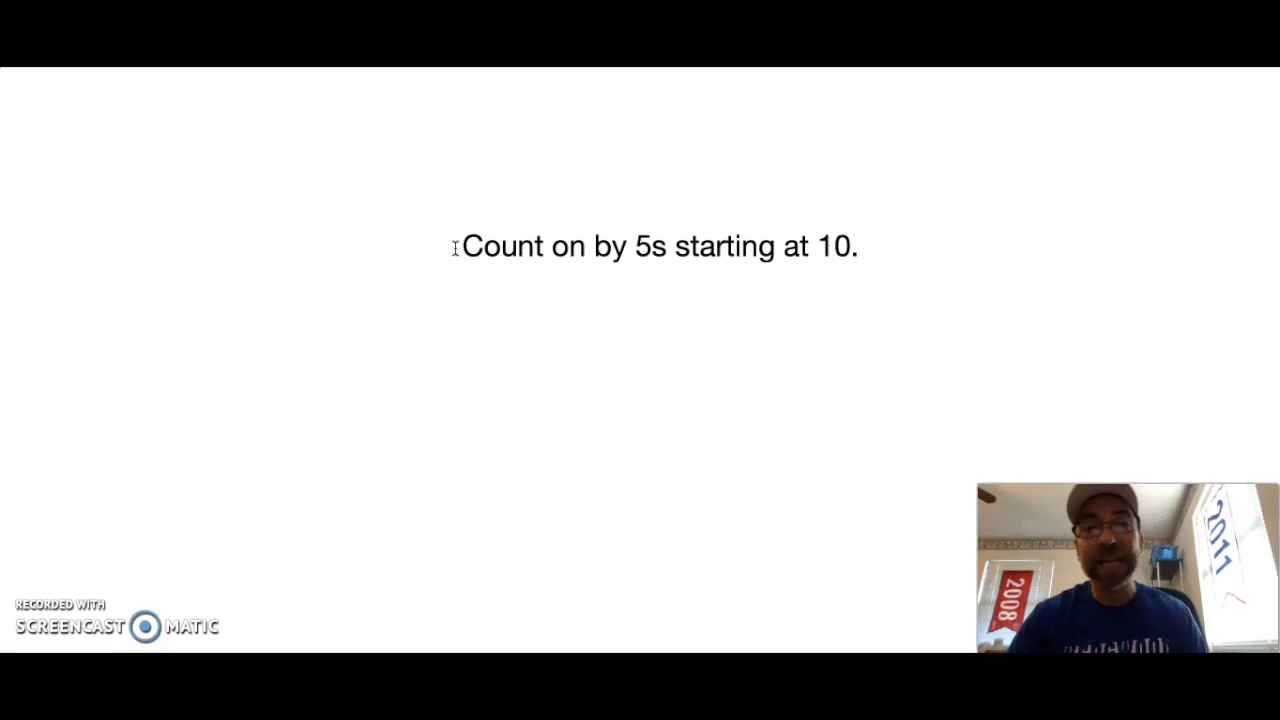 Count on by 5s starting at 10.
2011
2008
RECORDED WITH
SCREENCAST MATIC